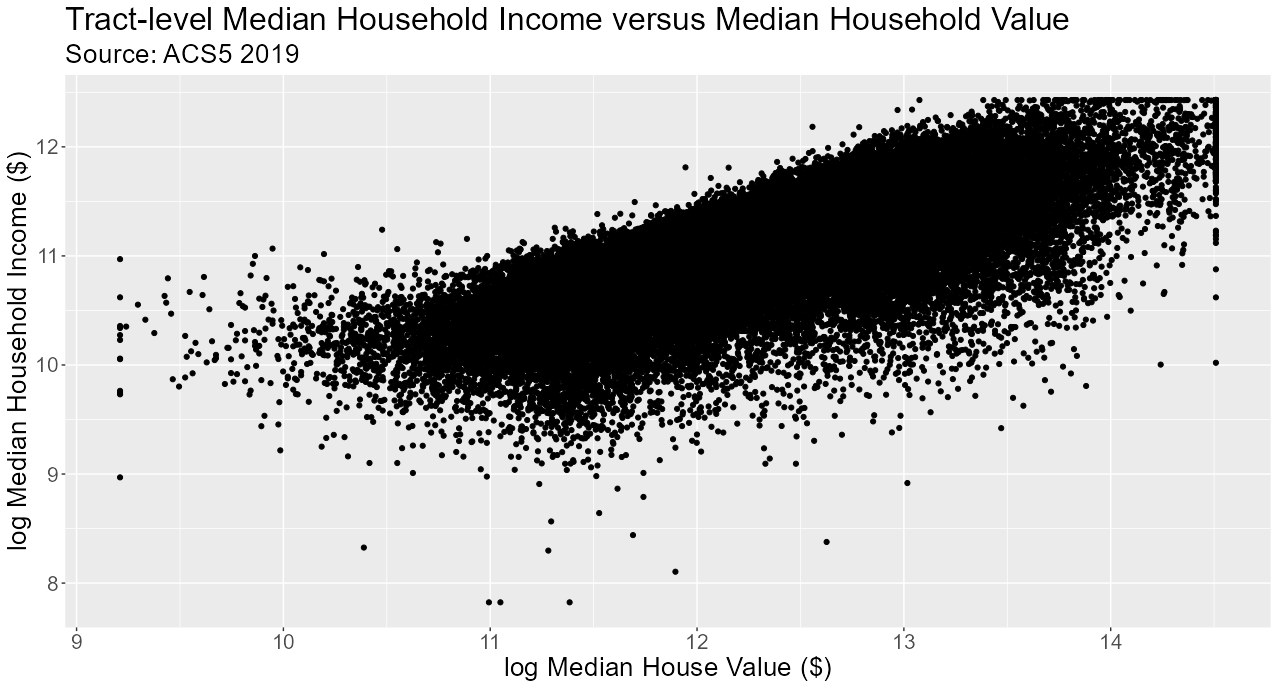 Tract-level Median Household Income versus Median Household Value
Source: ACS5 2019
log Median Household Income ($)
12
11
10
9
8
9 10 11 12 13 14
log Median House Value ($)